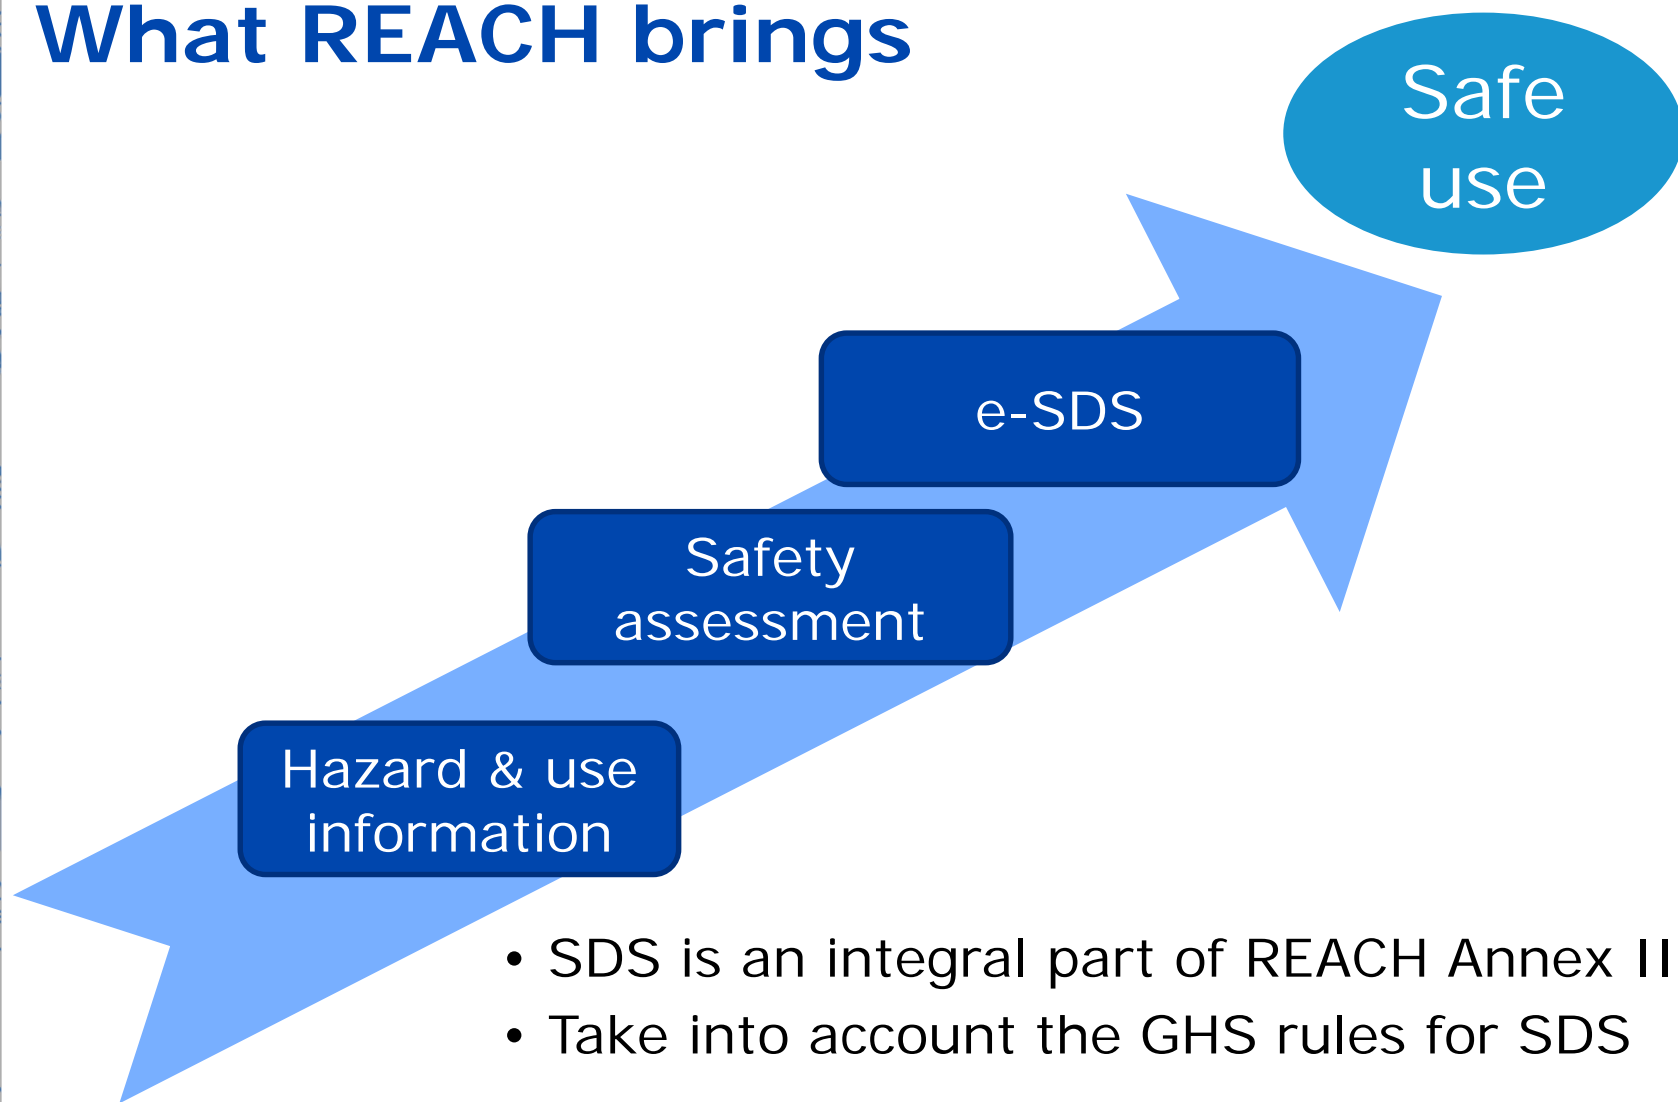 What REACH brings
Safe
use
e-SDS
Safety
assessment
Hazard & use
information
• SDS is an integral part of REACH Annex II
• Take into account the GHS rules for SDS